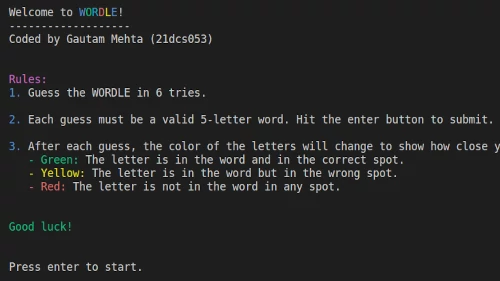 Welcome to WORDLE!
-------------------
Coded by Gautam Mehta (21dcs053)
Rules:
1. Guess the WORDLE in 6 tries.
2. Each guess must be a valid 5-letter word. Hit the enter button to submit.
3. After each guess, the color of the letters will change to show how close y
- Green: The letter is in the word and in the correct spot.
- Yellow: The letter is in the word but in the wrong spot.
- Red: The letter is not in the word in any spot.
Good luck!
Press enter to start.